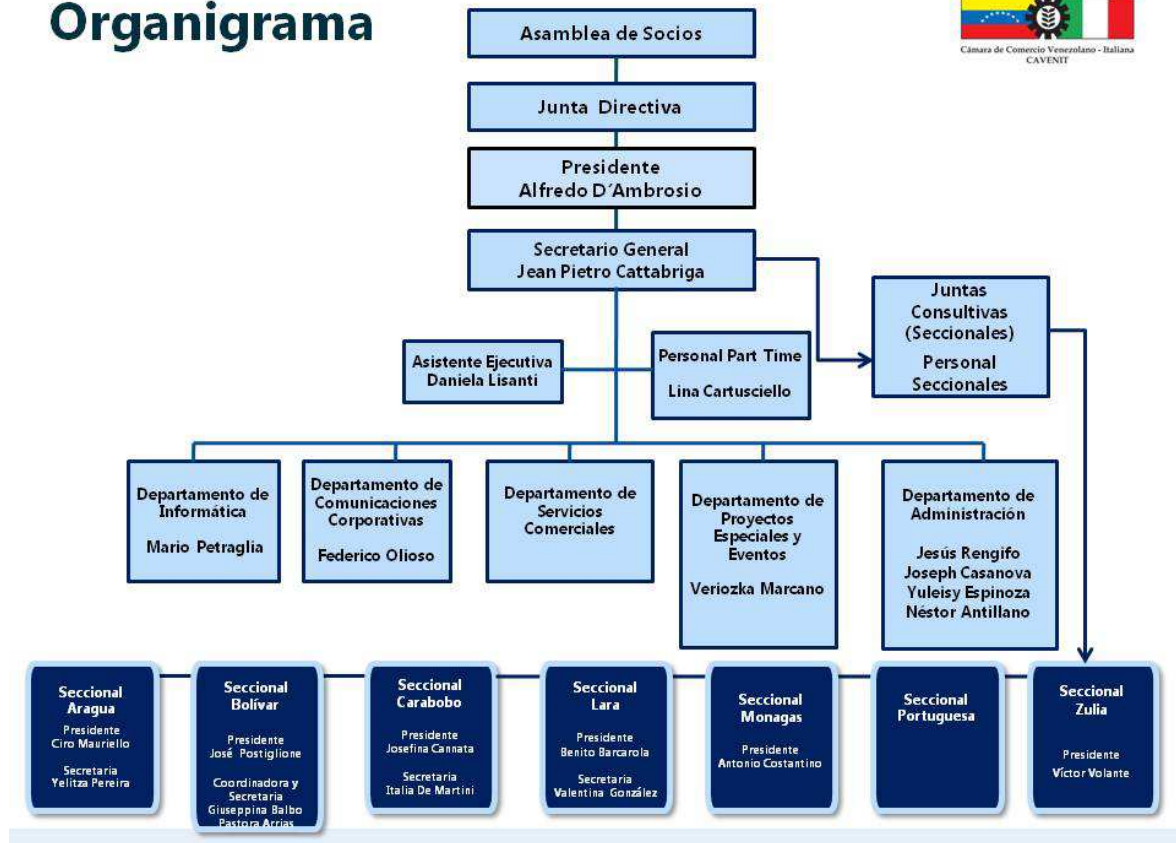 Organigrama
Cámara de Comercio Venezolano - Italiana
CAVENIT
Asamblea de Socios
Junta Directiva
Presidente
Alfredo D´Ambrosio
Secretario General
Jean Pietro Cattabriga
Juntas
Consultivas
(Seccionales)
Personal
Seccionales
Asistente Ejecutiva
Daniela Lisanti
Personal Part Time
Lina Cartusciello
Departamento de
Informática
Mario Petraglia
Departamento de
Comunicaciones
Corporativas
Federico Olioso
Departamento de
Servicios
Comerciales
Departamento de
Proyectos
Especiales y
Eventos
Veriozka Marcano
Departamento de
Administración
Jesús Rengifo
Joseph Casanova
Yuleisy Espinoza
Néstor Antillano
Seccional
Aragua
Presidente
Ciro Mauriello
Secretaria
Yelitza Pereira
Seccional
Bolívar
Presidente
José Postiglione
Coordinadora y
Secretaria
Giuseppina Balbo
Pastora Arrias
Seccional
Carabobo
Presidente
Josefina Cannata
Secretaria
Italia De Martini
Seccional
Lara
Presidente
Benito Barcarola
Secretaria
Valentina González
Seccional
Monagas
Presidente
Antonio Costantino
Seccional
Portuguesa
Seccional
Zulia
Presidente
Víctor Volante